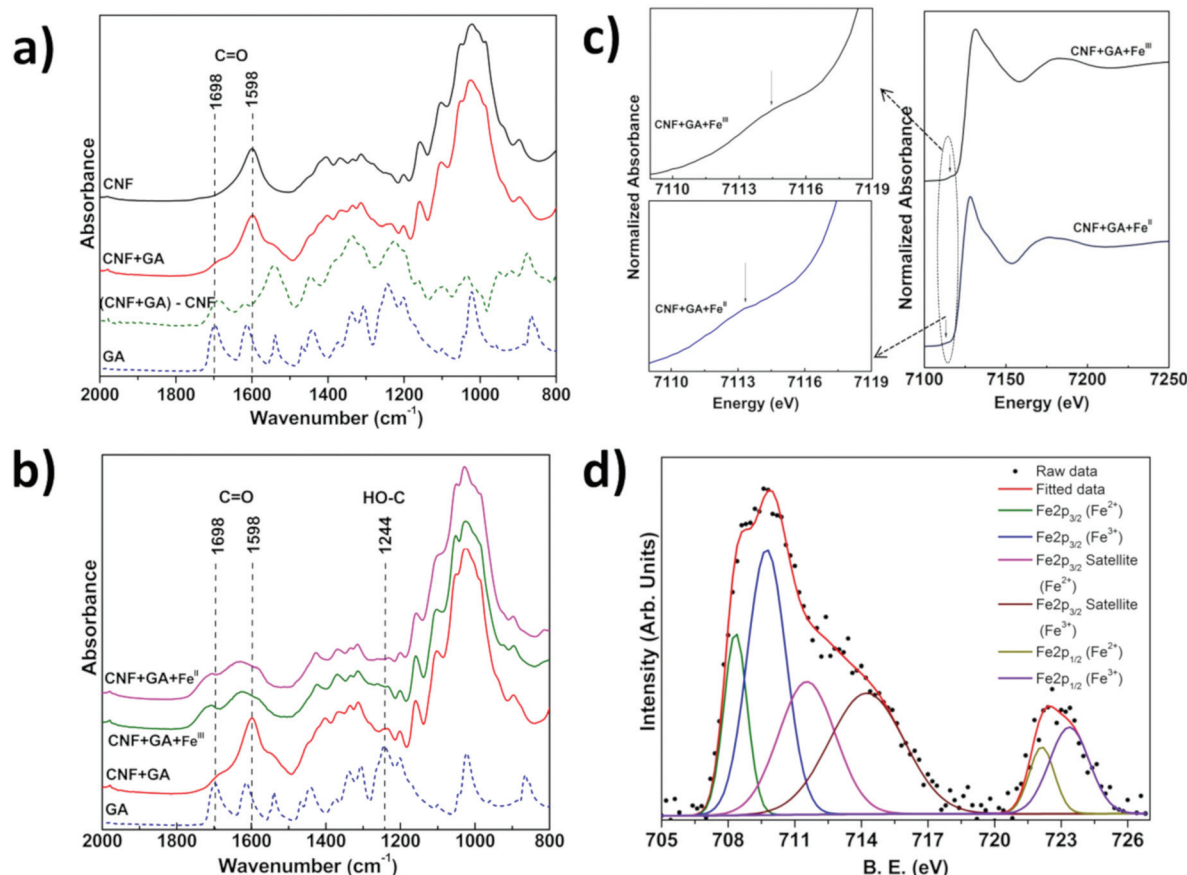 a)
C=O
1698
1598
CNF
CNF+GA
(CNF+GA) - CNF
GA
Absorbance
2000 1800 1600 1400 1200 1000 800
Wavenumber (cm⁻¹)
b)
C=O
HO-C
1698
1598
1244
CNF+GA+Feᴵᴵ
CNF+GA+Feᴵᴵᴵ
CNF+GA
GA
Absorbance
2000 1800 1600 1400 1200 1000 800
Wavenumber (cm⁻¹)
c)
CNF+GA+Feᴵᴵᴵ
7110 7113 7116 7119
CNF+GA+Feᴵᴵ
7110 7113 7116 7119
Energy (eV)
Normalized Absorbance
CNF+GA+Feᴵᴵᴵ
CNF+GA+Feᴵᴵ
Normalized Absorbance
7100 7150 7200 7250
Energy (eV)
d)
Raw data
Fitted data
Fe2p₃/₂ (Fe²⁺)
Fe2p₃/₂ (Fe³⁺)
Fe2p₃/₂ Satellite
(Fe²⁺)
Fe2p₃/₂ Satellite
(Fe³⁺)
Fe2p₁/₂ (Fe²⁺)
Fe2p₁/₂ (Fe³⁺)
Intensity (Arb. Units)
705 708 711 714 717 720 723 726
B. E. (eV)